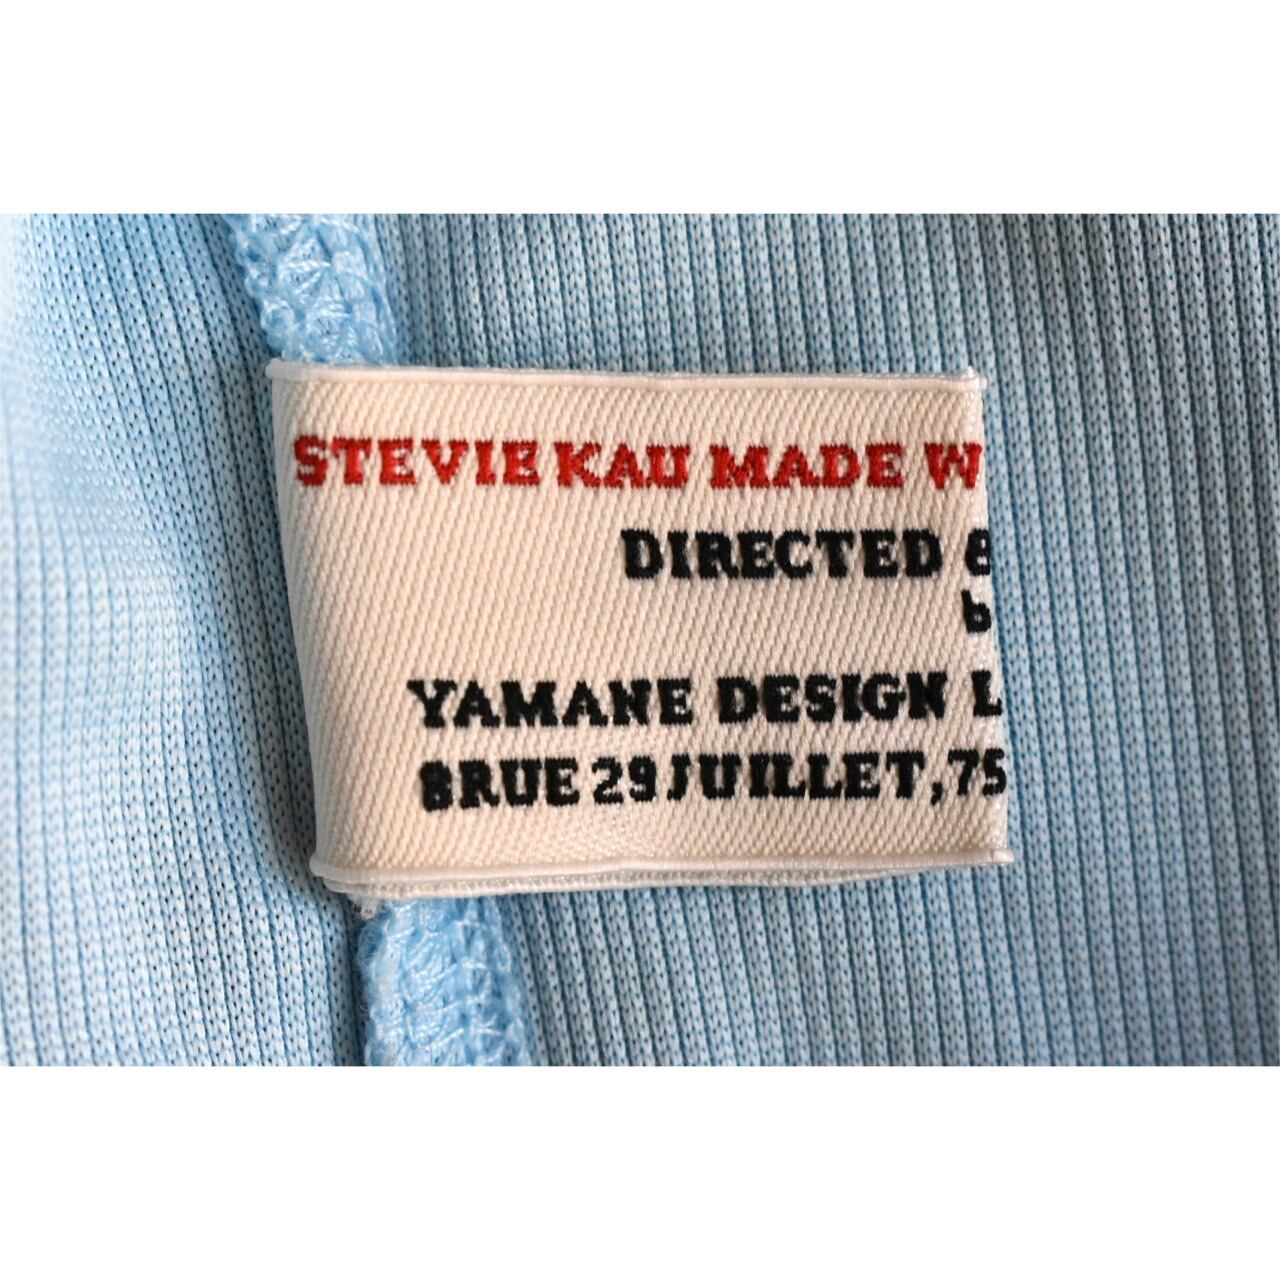 STEVIE KAU MADE W
DIRECTED &
b
YAMANE DESIGN L
8RUE 29 JUILLET, 75